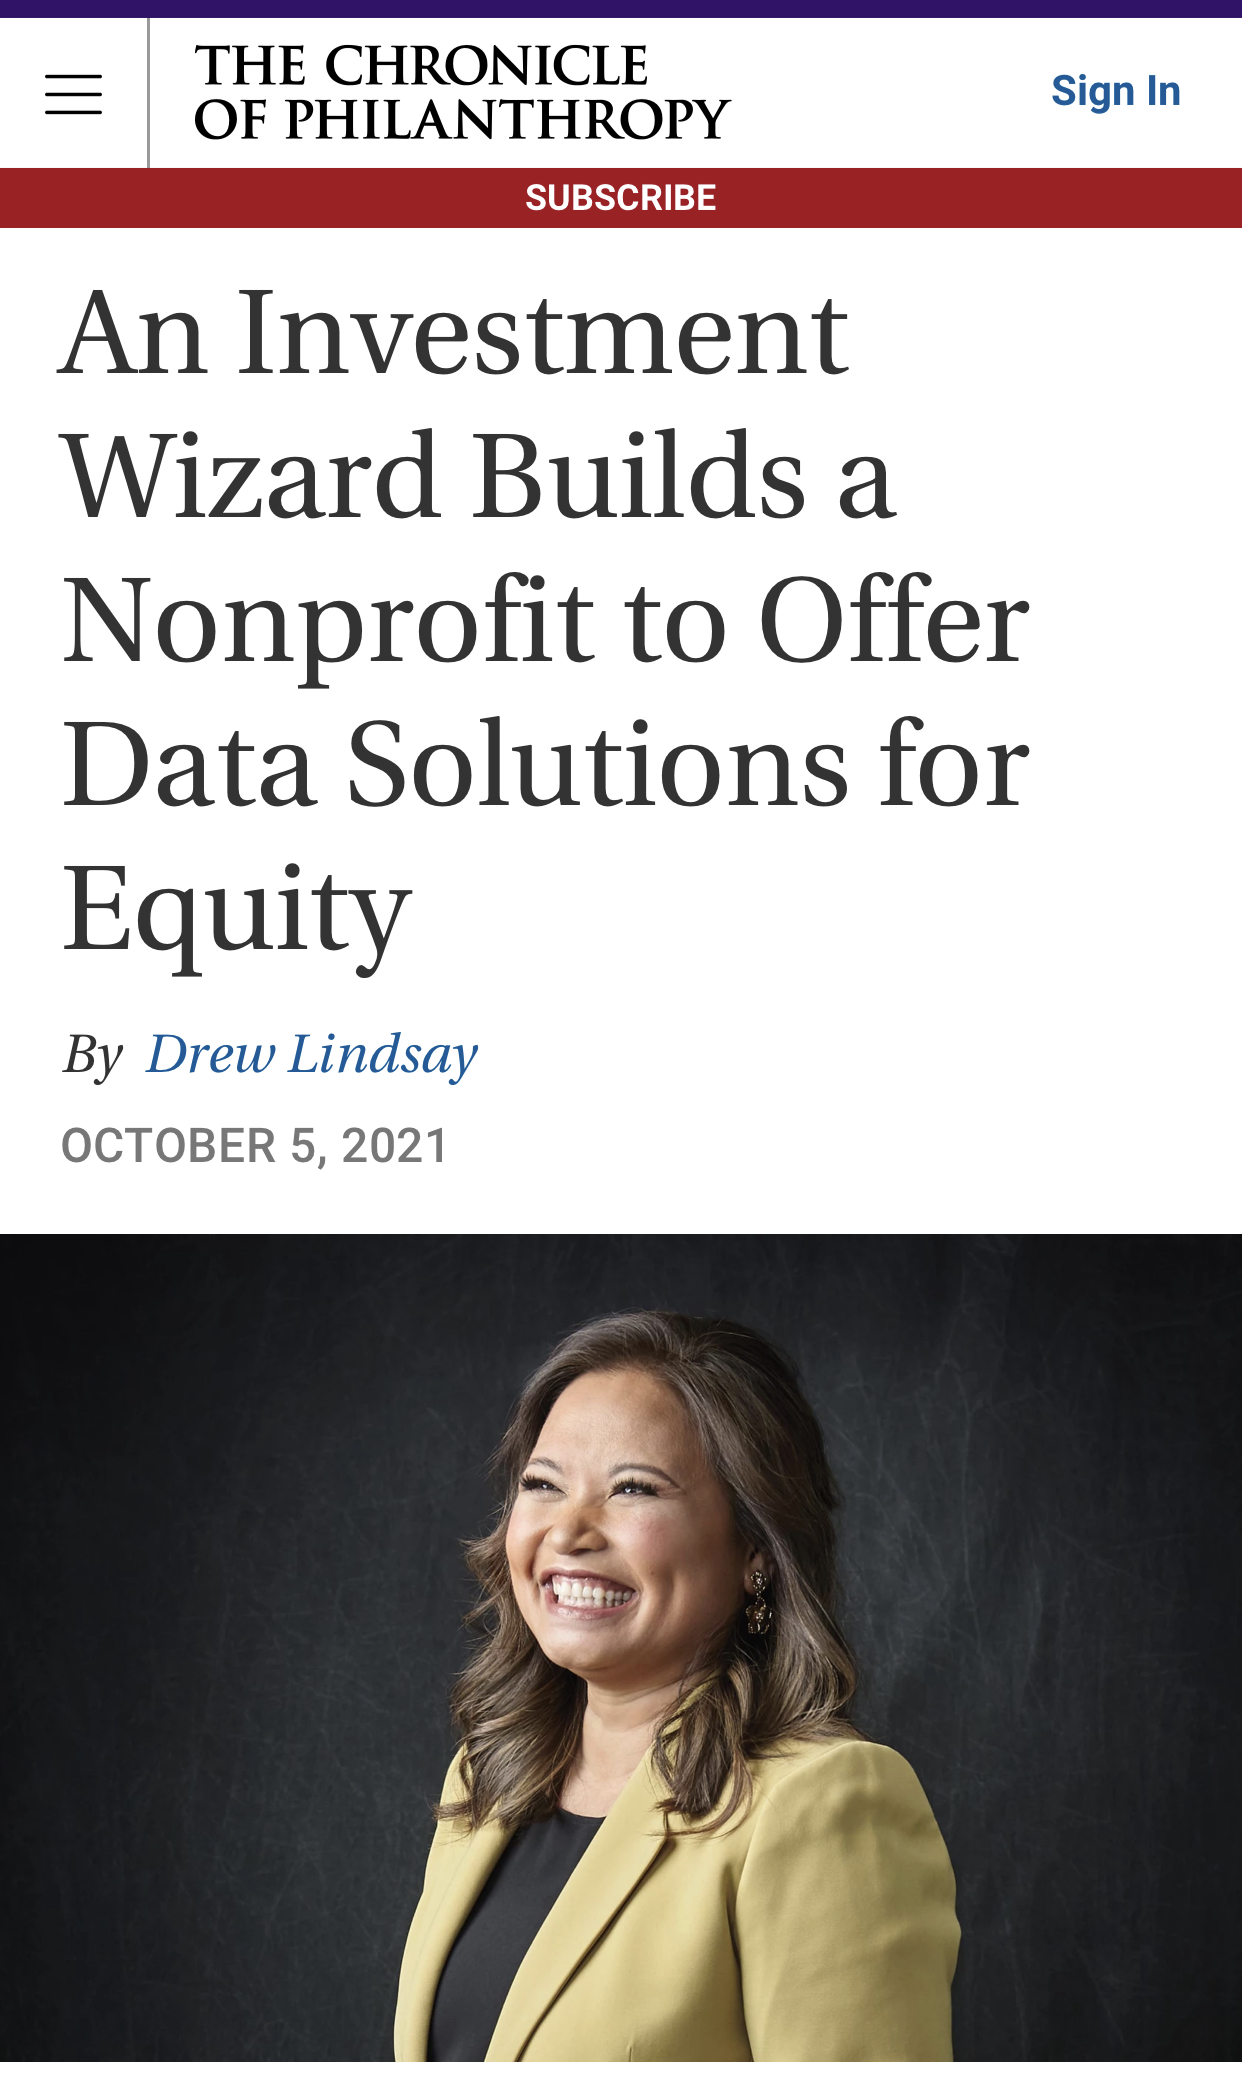 THE CHRONICLE
OF PHILANTHROPY
Sign In
SUBSCRIBE
An Investment
Wizard Builds a
Nonprofit to Offer
Data Solutions for
Equity
By Drew Lindsay
OCTOBER 5, 2021